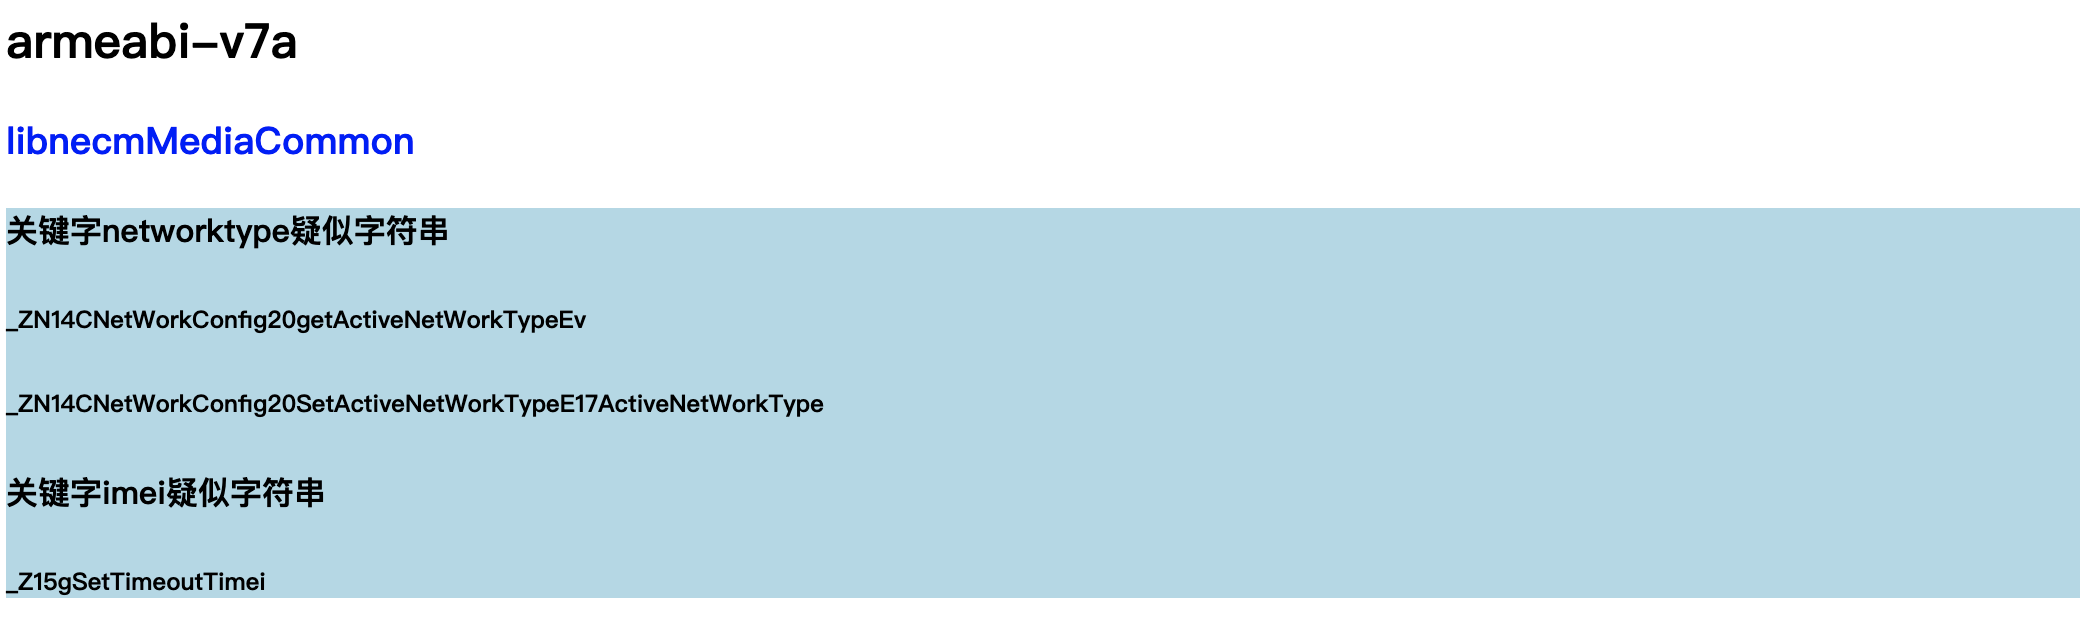 armeabi-v7a
libnecmMediaCommon
关键字networktype疑似字符串
_ZN14CNetWorkConfig20getActiveNetWorkTypeEv
_ZN14CNetWorkConfig20SetActiveNetWorkTypeE17ActiveNetWorkType
关键字imei疑似字符串
_Z15gSetTimeoutTimei